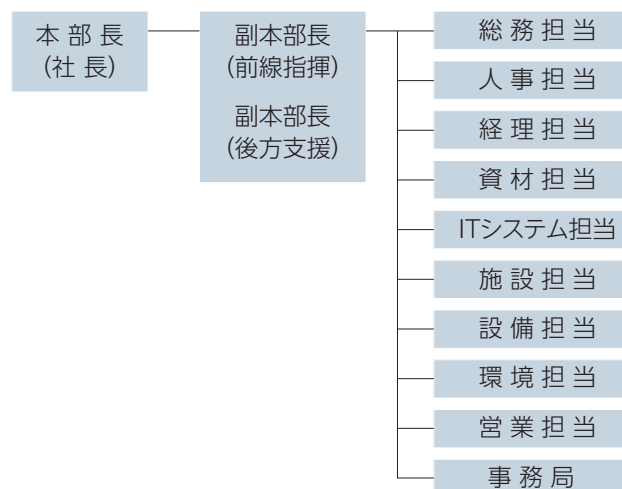 本部長
(社長)
副本部長
(前線指揮)
副本部長
(後方支援)
総務担当
人事担当
経理担当
資材担当
ITシステム担当
施設担当
設備担当
環境担当
営業担当
事務局